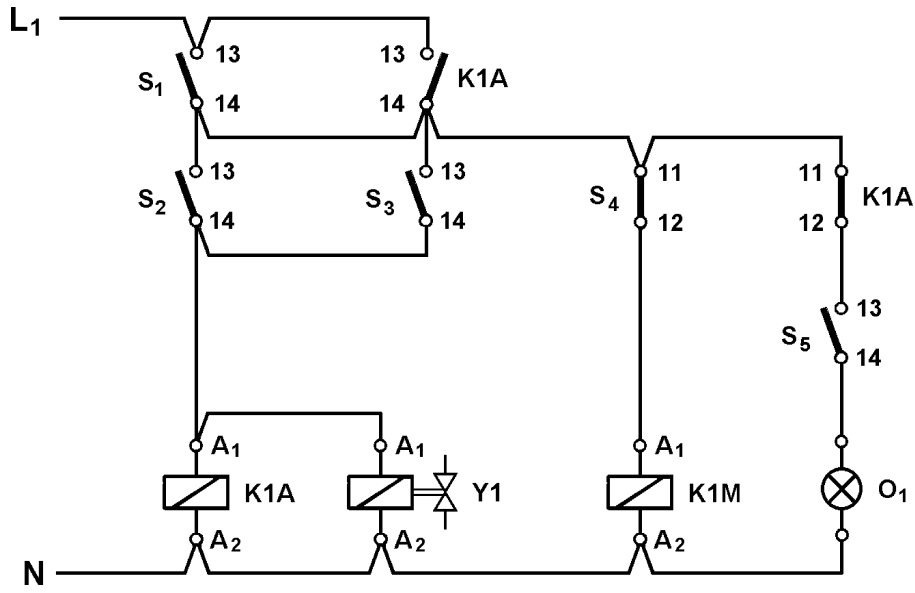 L1
13 13
S1 K1A
14 14
13 13 11 11
S2 S3 S4 K1A
14 14 12 12
13
S5
14
A1 A1 A1
K1A Y1 K1M O1
A2 A2 A2
N